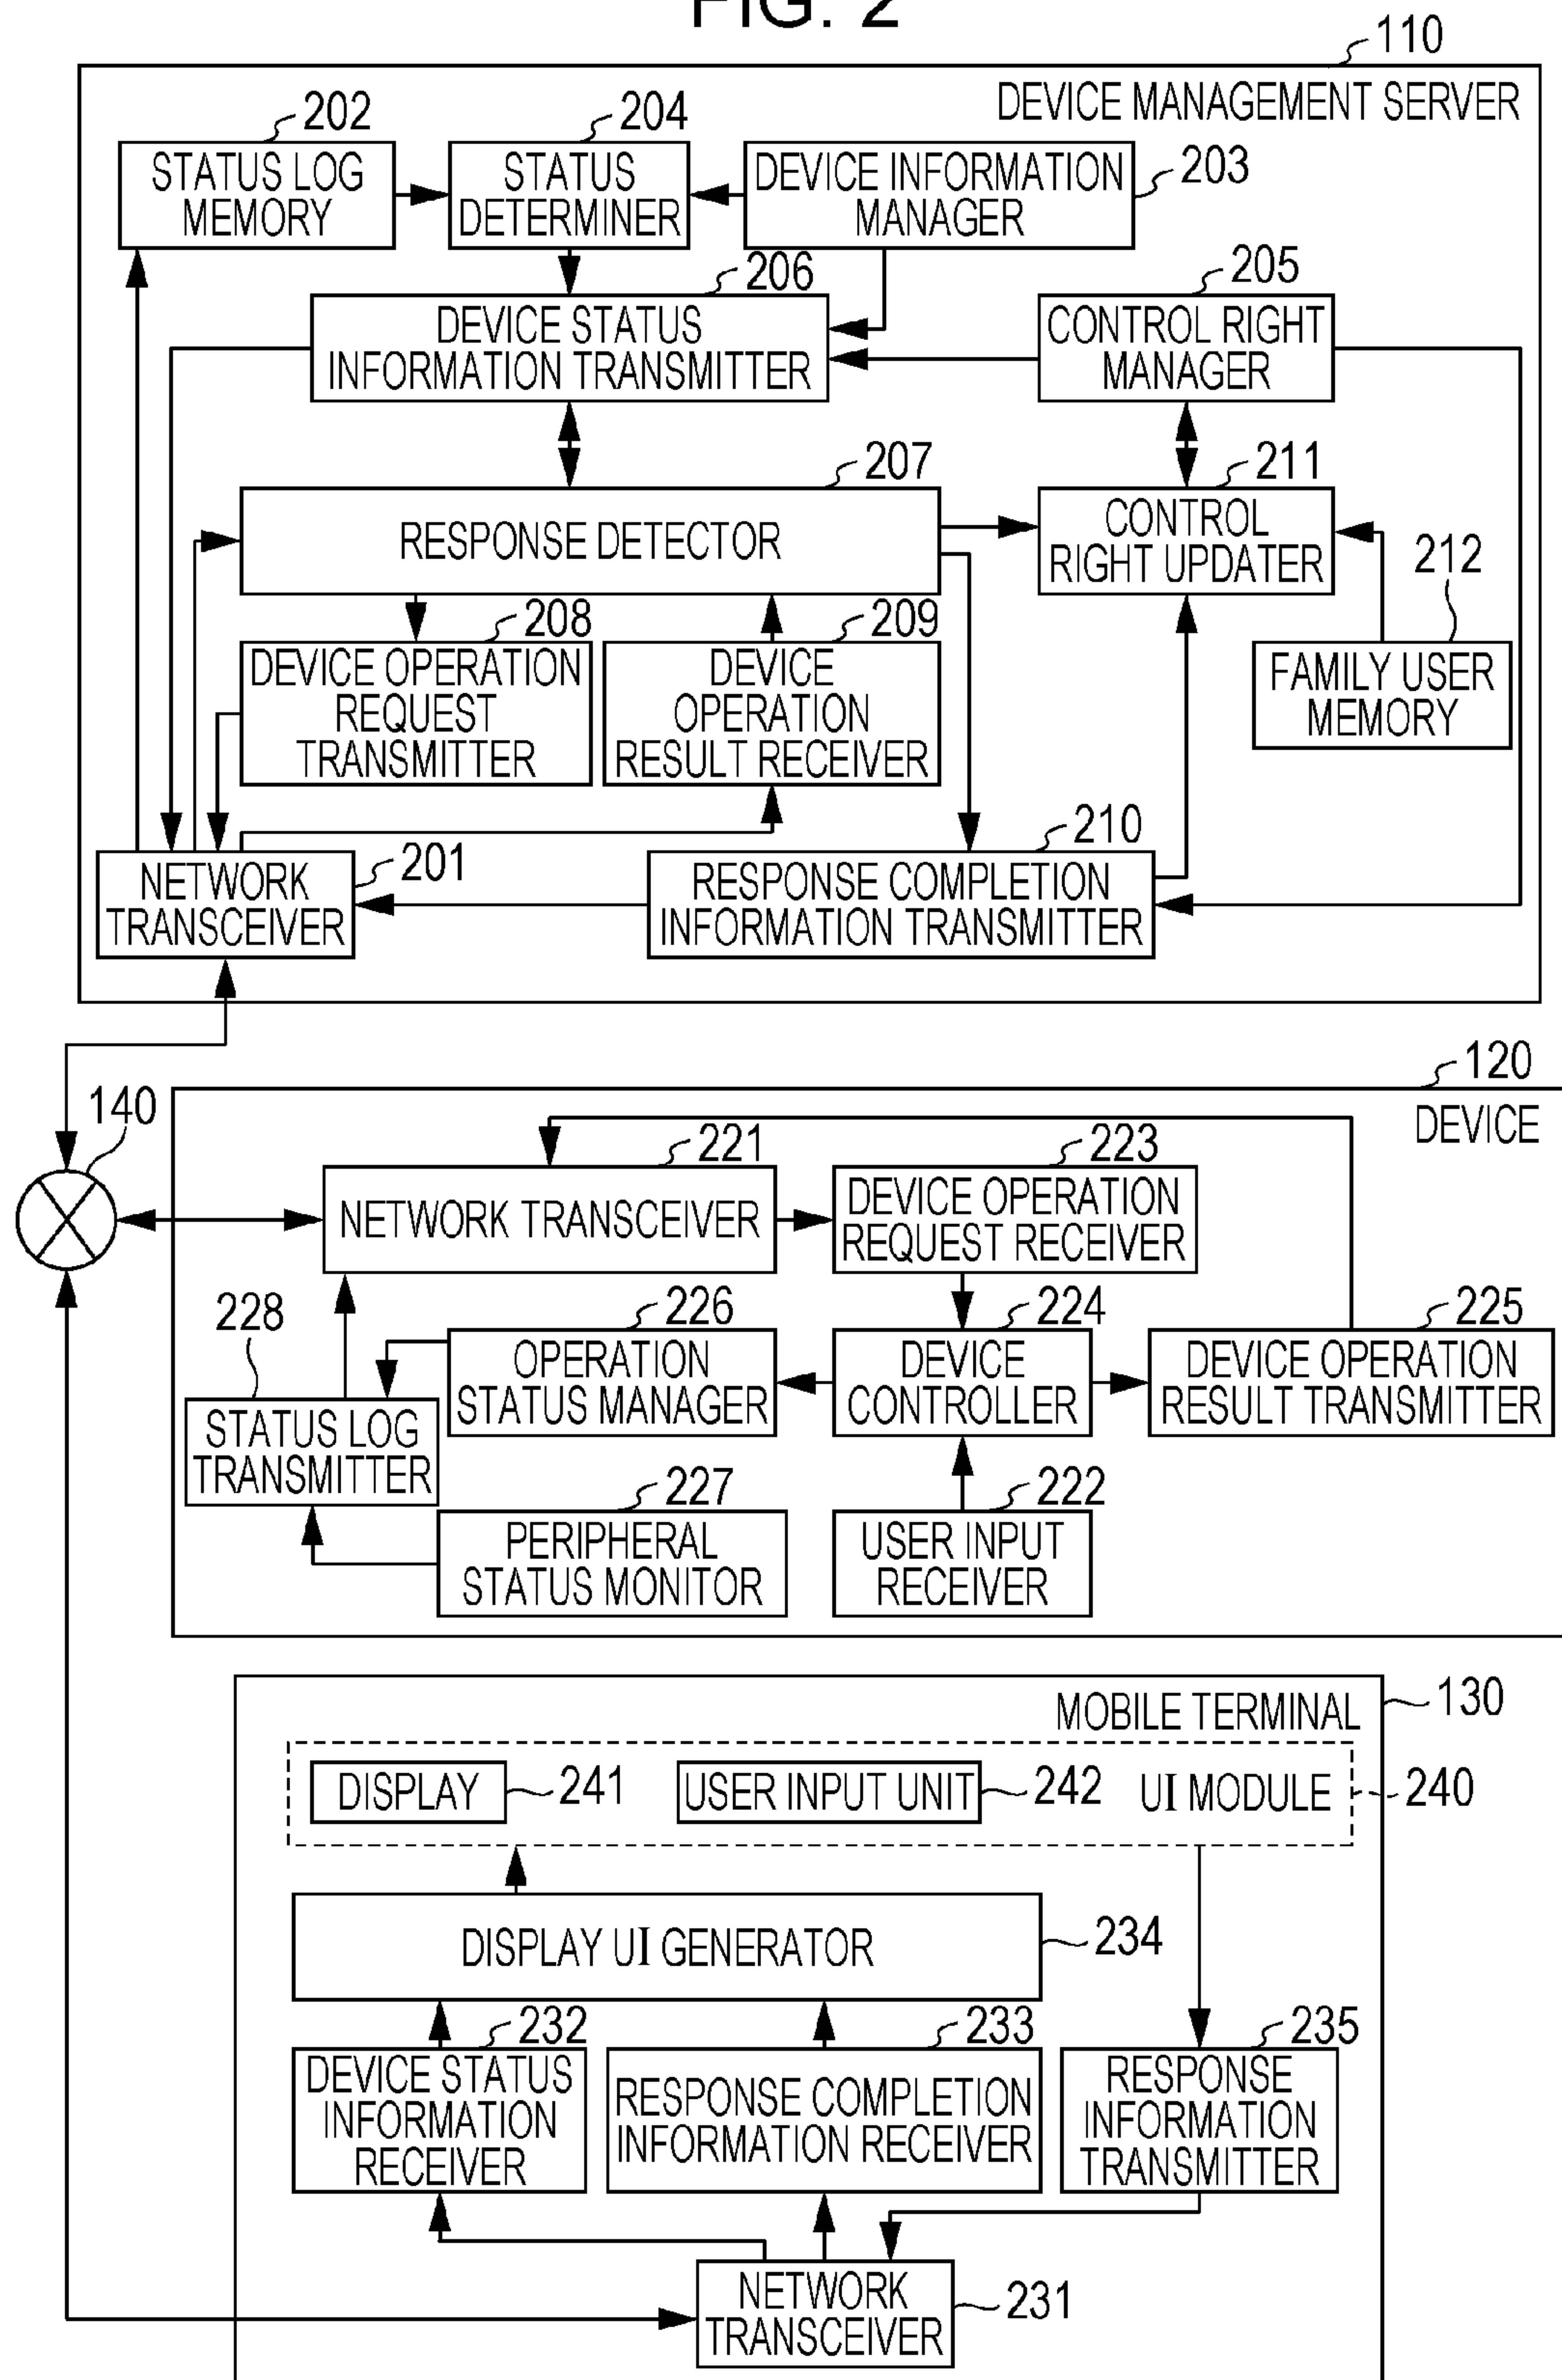 FIG. 2
110
DEVICE MANAGEMENT SERVER
202
STATUS LOG
MEMORY
204
STATUS
DETERMINER
DEVICE INFORMATION
MANAGER
203
206
DEVICE STATUS
INFORMATION TRANSMITTER
205
CONTROL RIGHT
MANAGER
207
RESPONSE DETECTOR
211
CONTROL
RIGHT UPDATER
212
FAMILY USER
MEMORY
208
DEVICE OPERATION
REQUEST
TRANSMITTER
209
DEVICE
OPERATION
RESULT RECEIVER
201
NETWORK
TRANSCEIVER
210
RESPONSE COMPLETION
INFORMATION TRANSMITTER
140
120
DEVICE
221
NETWORK TRANSCEIVER
223
DEVICE OPERATION
REQUEST RECEIVER
228
STATUS LOG
TRANSMITTER
226
OPERATION
STATUS MANAGER
224
DEVICE
CONTROLLER
225
DEVICE OPERATION
RESULT TRANSMITTER
227
PERIPHERAL
STATUS MONITOR
222
USER INPUT
RECEIVER
MOBILE TERMINAL
130
DISPLAY
241
USER INPUT UNIT
242
UI MODULE
240
DISPLAY UI GENERATOR
234
232
DEVICE STATUS
INFORMATION
RECEIVER
233
RESPONSE COMPLETION
INFORMATION RECEIVER
235
RESPONSE
INFORMATION
TRANSMITTER
NETWORK
TRANSCEIVER
231